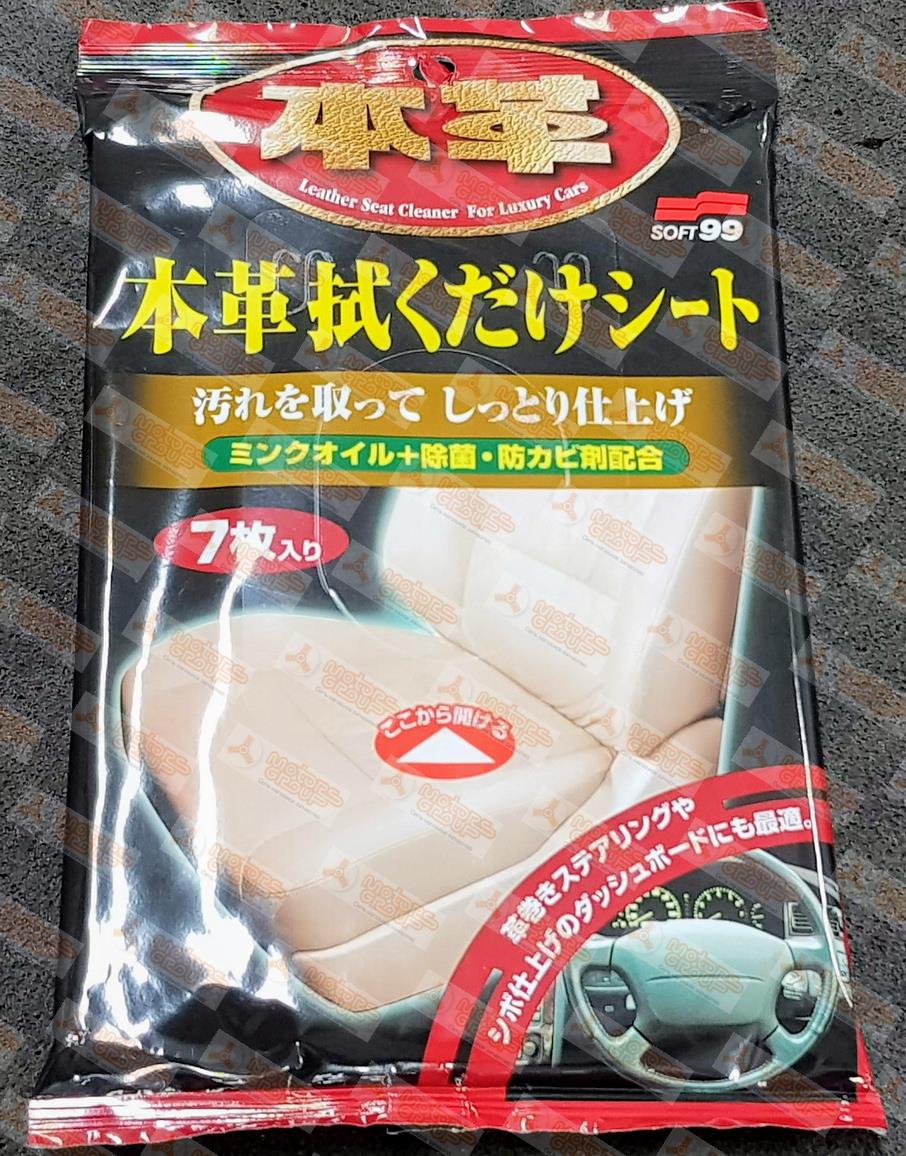 本革
Leather Seat Cleaner For Luxury Cars
SOFT99
本革拭くだけシート
汚れを取って しっとり仕上げ
ミンクオイル+除菌・防カビ剤配合
7枚入り
ここから開ける
革巻きステアリングや
シボ仕上げのダッシュボードにも最適。